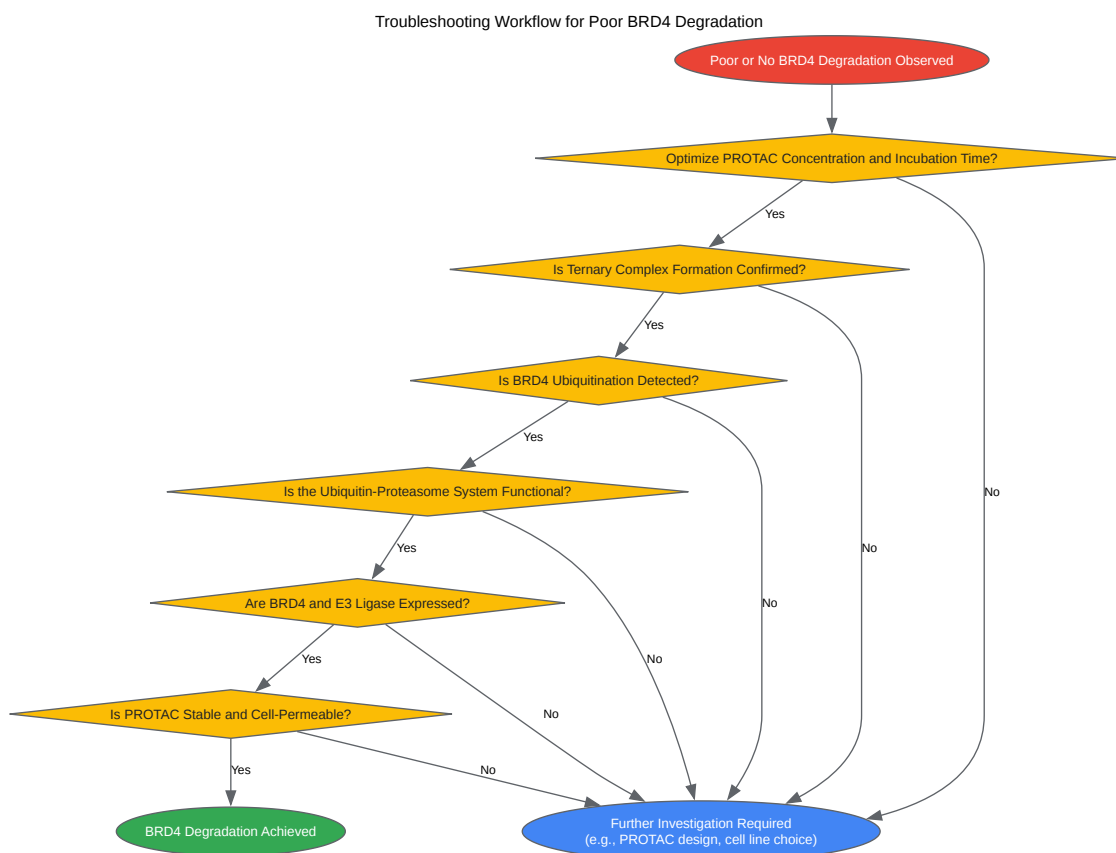 Troubleshooting Workflow for Poor BRD4 Degradation
Poor or No BRD4 Degradation Observed
Optimize PROTAC Concentration and Incubation Time?
Yes
Is Ternary Complex Formation Confirmed?
Yes
Is BRD4 Ubiquitination Detected?
Yes
Is the Ubiquitin-Proteasome System Functional?
No
Yes
No
Are BRD4 and E3 Ligase Expressed?
No
Yes
No
Is PROTAC Stable and Cell-Permeable?
No
Yes
No
BRD4 Degradation Achieved
Further Investigation Required
(e.g., PROTAC design, cell line choice)